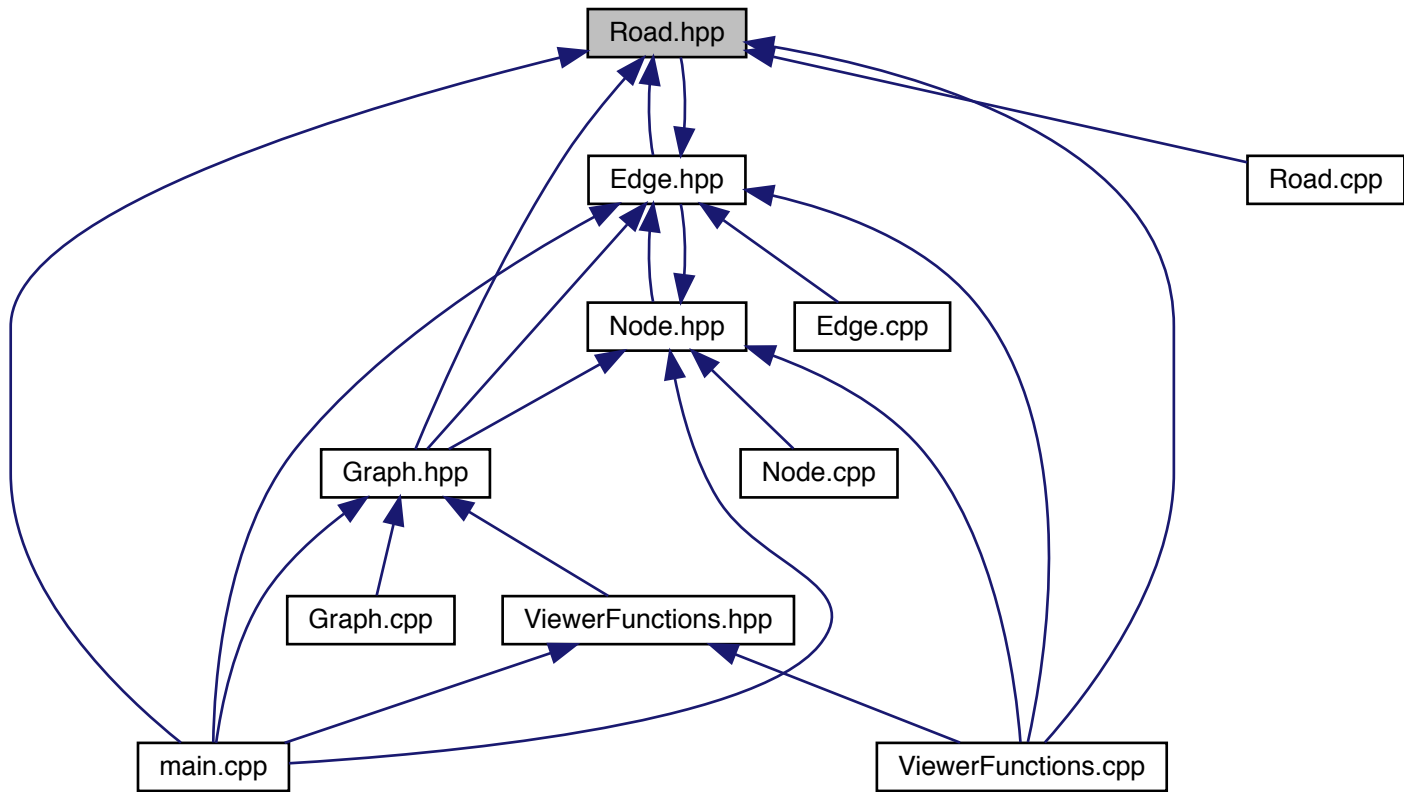 Road.hpp
Edge.hpp
Road.cpp
Node.hpp
Edge.cpp
Graph.hpp
Node.cpp
Graph.cpp
ViewerFunctions.hpp
main.cpp
ViewerFunctions.cpp